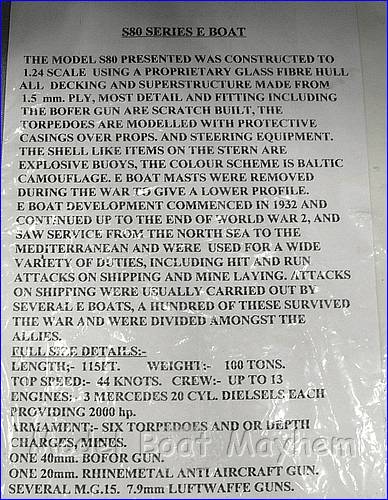 S80 SERIES E BOAT
THE MODEL S80 PRESENTED WAS CONSTRUCTED TO
1.24 SCALE USING A PROPRIETARY GLASS FIBRE HULL
ALL DECKING AND SUPERSTRUCTURE MADE FROM
1.5 mm. PLY, MOST DETAIL AND FITTING INCLUDING
THE BOFER GUN ARE SCRATCH BUILT, THE
TORPEDOES ARE MODELLED WITH PROTECTIVE
CASINGS OVER PROPS. AND STEERING EQUIPMENT.
THE SHELL LIKE ITEMS ON THE STERN ARE
EXPLOSIVE BUOYS, THE COLOUR SCHEME IS BALTIC
CAMOUFLAGE. E BOAT MASTS WERE REMOVED
DURING THE WAR TO GIVE A LOWER PROFILE.
E BOAT DEVELOPMENT COMMENCED IN 1932 AND
CONTINUED UP TO THE END OF WORLD WAR 2, AND
SAW SERVICE FROM THE NORTH SEA TO THE
MEDITERRANEAN AND WERE USED FOR A WIDE
VARIETY OF DUTIES, INCLUDING HIT AND RUN
ATTACKS ON SHIPPING AND MINE LAYING. ATTACKS
ON SHIPPING WERE USUALLY CARRIED OUT BY
SEVERAL E BOATS, A HUNDRED OF THESE SURVIVED
THE WAR AND WERE DIVIDED AMONGST THE
ALLIES.
FULL SIZE DETAILS:-
LENGTH;- 115FT. WEIGHT:- 100 TONS.
TOP SPEED:- 44 KNOTS. CREW:- UP TO 13
ENGINES:- 3 MERCEDES 20 CYL. DIELSELS EACH
PROVIDING 2000 hp.
ARMAMENT:- SIX TORPEDOES AND OR DEPTH
CHARGES, MINES.
Model Boat Mayhem
ONE 40mm. BOFOR GUN.
ONE 20mm. RHINEMETAL ANTI AIRCRAFT GUN.
SEVERAL M.G.15. 7.9mm LUFTWAFFE GUNS.